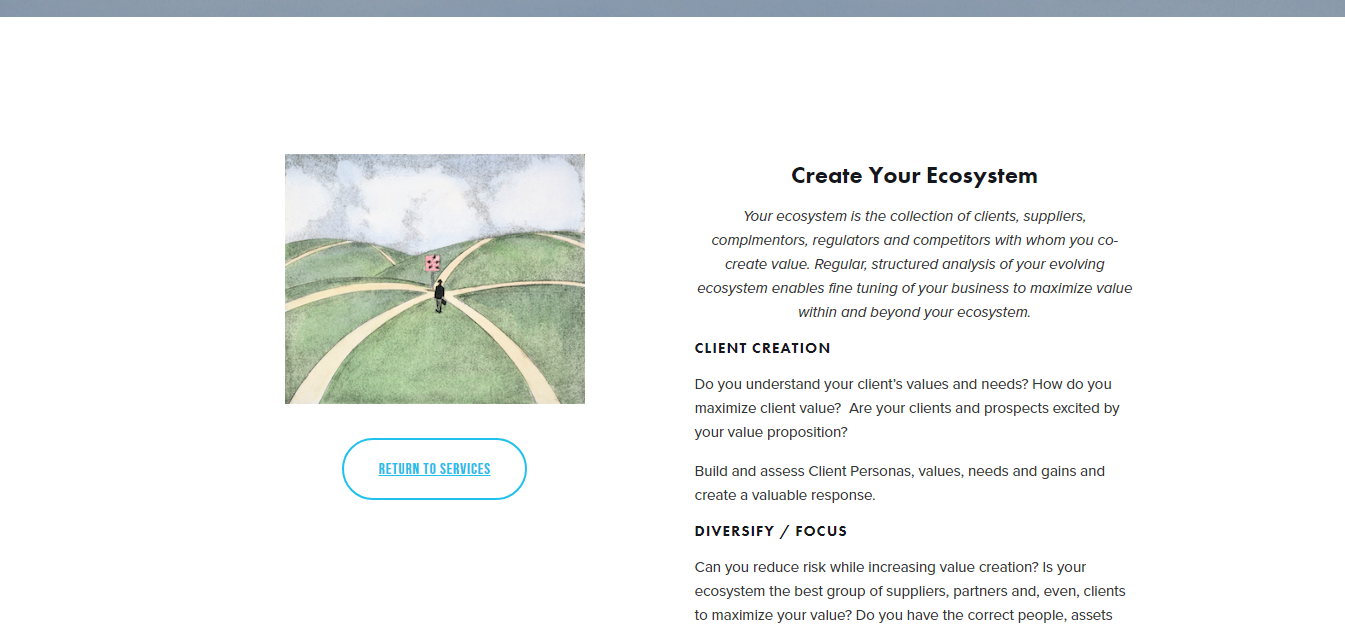 Create Your Ecosystem
Your ecosystem is the collection of clients, suppliers,
complmentors, regulators and competitors with whom you co-
create value. Regular, structured analysis of your evolving
ecosystem enables fine tuning of your business to maximize value
within and beyond your ecosystem.
CLIENT CREATION
Do you understand your client's values and needs? How do you
maximize client value?  Are your clients and prospects excited by
your value proposition?
Build and assess Client Personas, values, needs and gains and
create a valuable response.
DIVERSIFY / FOCUS
Can you reduce risk while increasing value creation? Is your
ecosystem the best group of suppliers, partners and, even, clients
to maximize your value? Do you have the correct people, assets
RETURN TO SERVICES